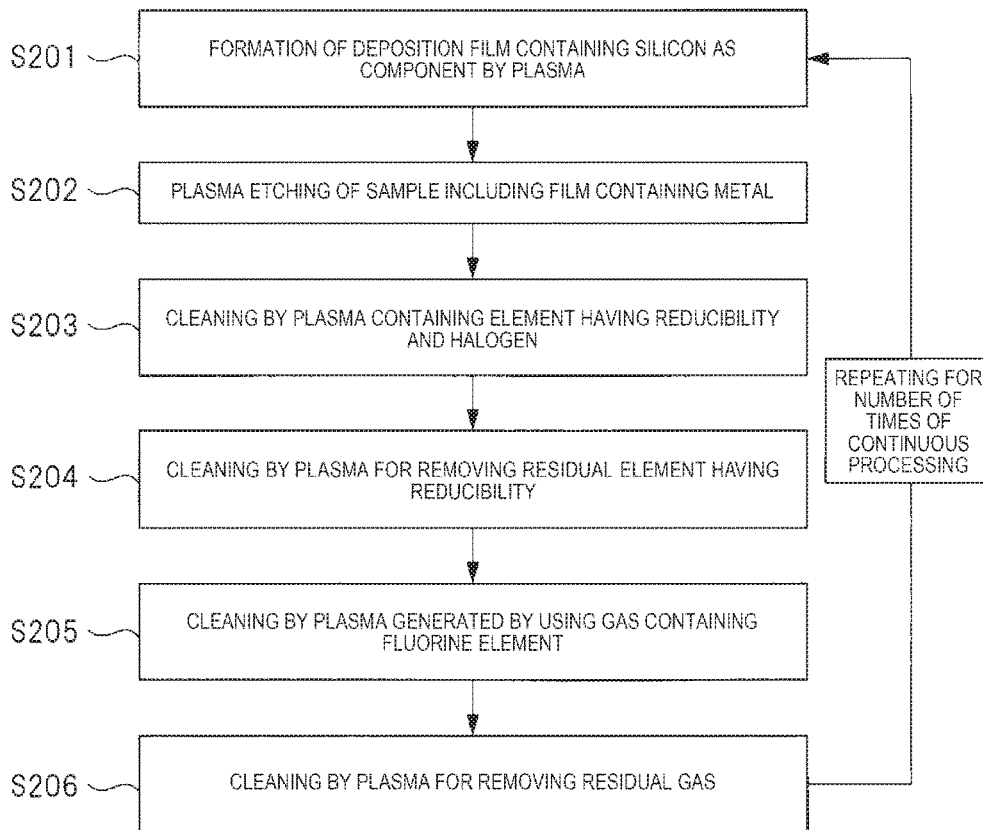 S201
FORMATION OF DEPOSITION FILM CONTAINING SILICON AS
COMPONENT BY PLASMA
S202
PLASMA ETCHING OF SAMPLE INCLUDING FILM CONTAINING METAL
S203
CLEANING BY PLASMA CONTAINING ELEMENT HAVING REDUCIBILITY
AND HALOGEN
REPEATING FOR
NUMBER OF
TIMES OF
CONTINUOUS
PROCESSING
S204
CLEANING BY PLASMA FOR REMOVING RESIDUAL ELEMENT HAVING
REDUCIBILITY
S205
CLEANING BY PLASMA GENERATED BY USING GAS CONTAINING
FLUORINE ELEMENT
S206
CLEANING BY PLASMA FOR REMOVING RESIDUAL GAS